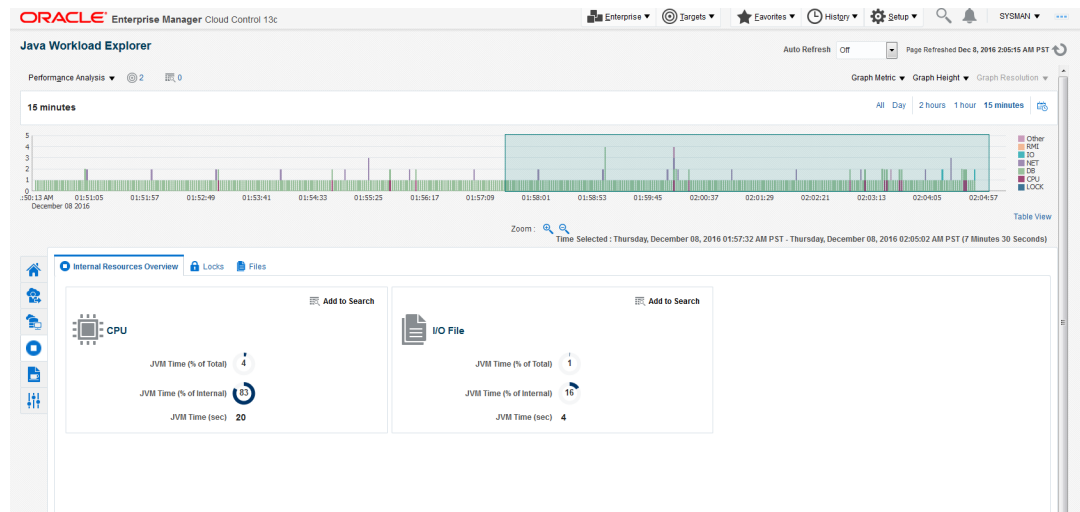 ORACLE® Enterprise Manager Cloud Control 13c
Enterprise Targets Favorites History Setup SYSMAN
Java Workload Explorer
Auto Refresh Off Page Refreshed Dec 8, 2016 2:05:15 AM PST
Performance Analysis 2 0
Graph Metric Graph Height Graph Resolution
15 minutes
All Day 2 hours 1 hour 15 minutes
5
4
3
2
1
0
Other
RMI
IO
NET
DB
CPU
LOCK
:50:13 AM 01:51:05 01:51:57 01:52:49 01:53:41 01:54:33 01:55:25 01:56:17 01:57:09 01:58:01 01:58:53 01:59:45 02:00:37 02:01:29 02:02:21 02:03:13 02:04:05 02:04:57
December 08 2016
Table View
Zoom :
Time Selected : Thursday, December 08, 2016 01:57:32 AM PST - Thursday, December 08, 2016 02:05:02 AM PST (7 Minutes 30 Seconds)
Internal Resources Overview Locks Files
Add to Search
CPU
JVM Time (% of Total) 4
JVM Time (% of Internal) 83
JVM Time (sec) 20
Add to Search
I/O File
JVM Time (% of Total) 1
JVM Time (% of Internal) 16
JVM Time (sec) 4